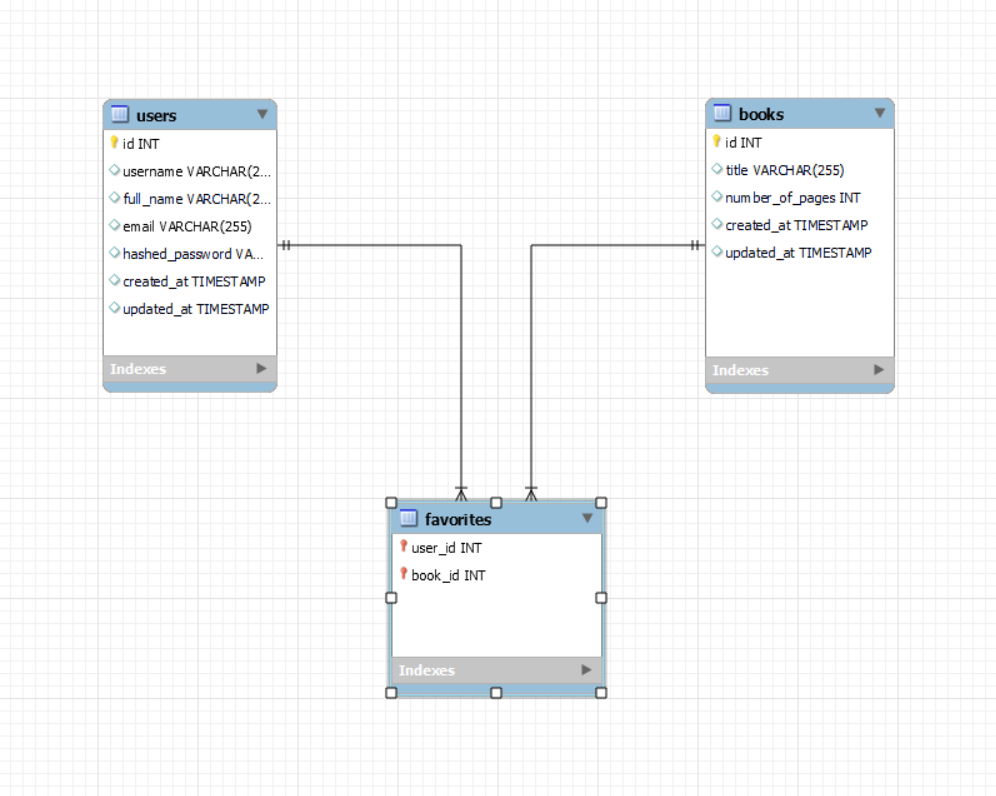 users
id INT
username VARCHAR(2...
full_name VARCHAR(2...
email VARCHAR(255)
hashed_password VA...
created_at TIMESTAMP
updated_at TIMESTAMP
Indexes
books
id INT
title VARCHAR(255)
number_of_pages INT
created_at TIMESTAMP
updated_at TIMESTAMP
Indexes
favorites
user_id INT
book_id INT
Indexes